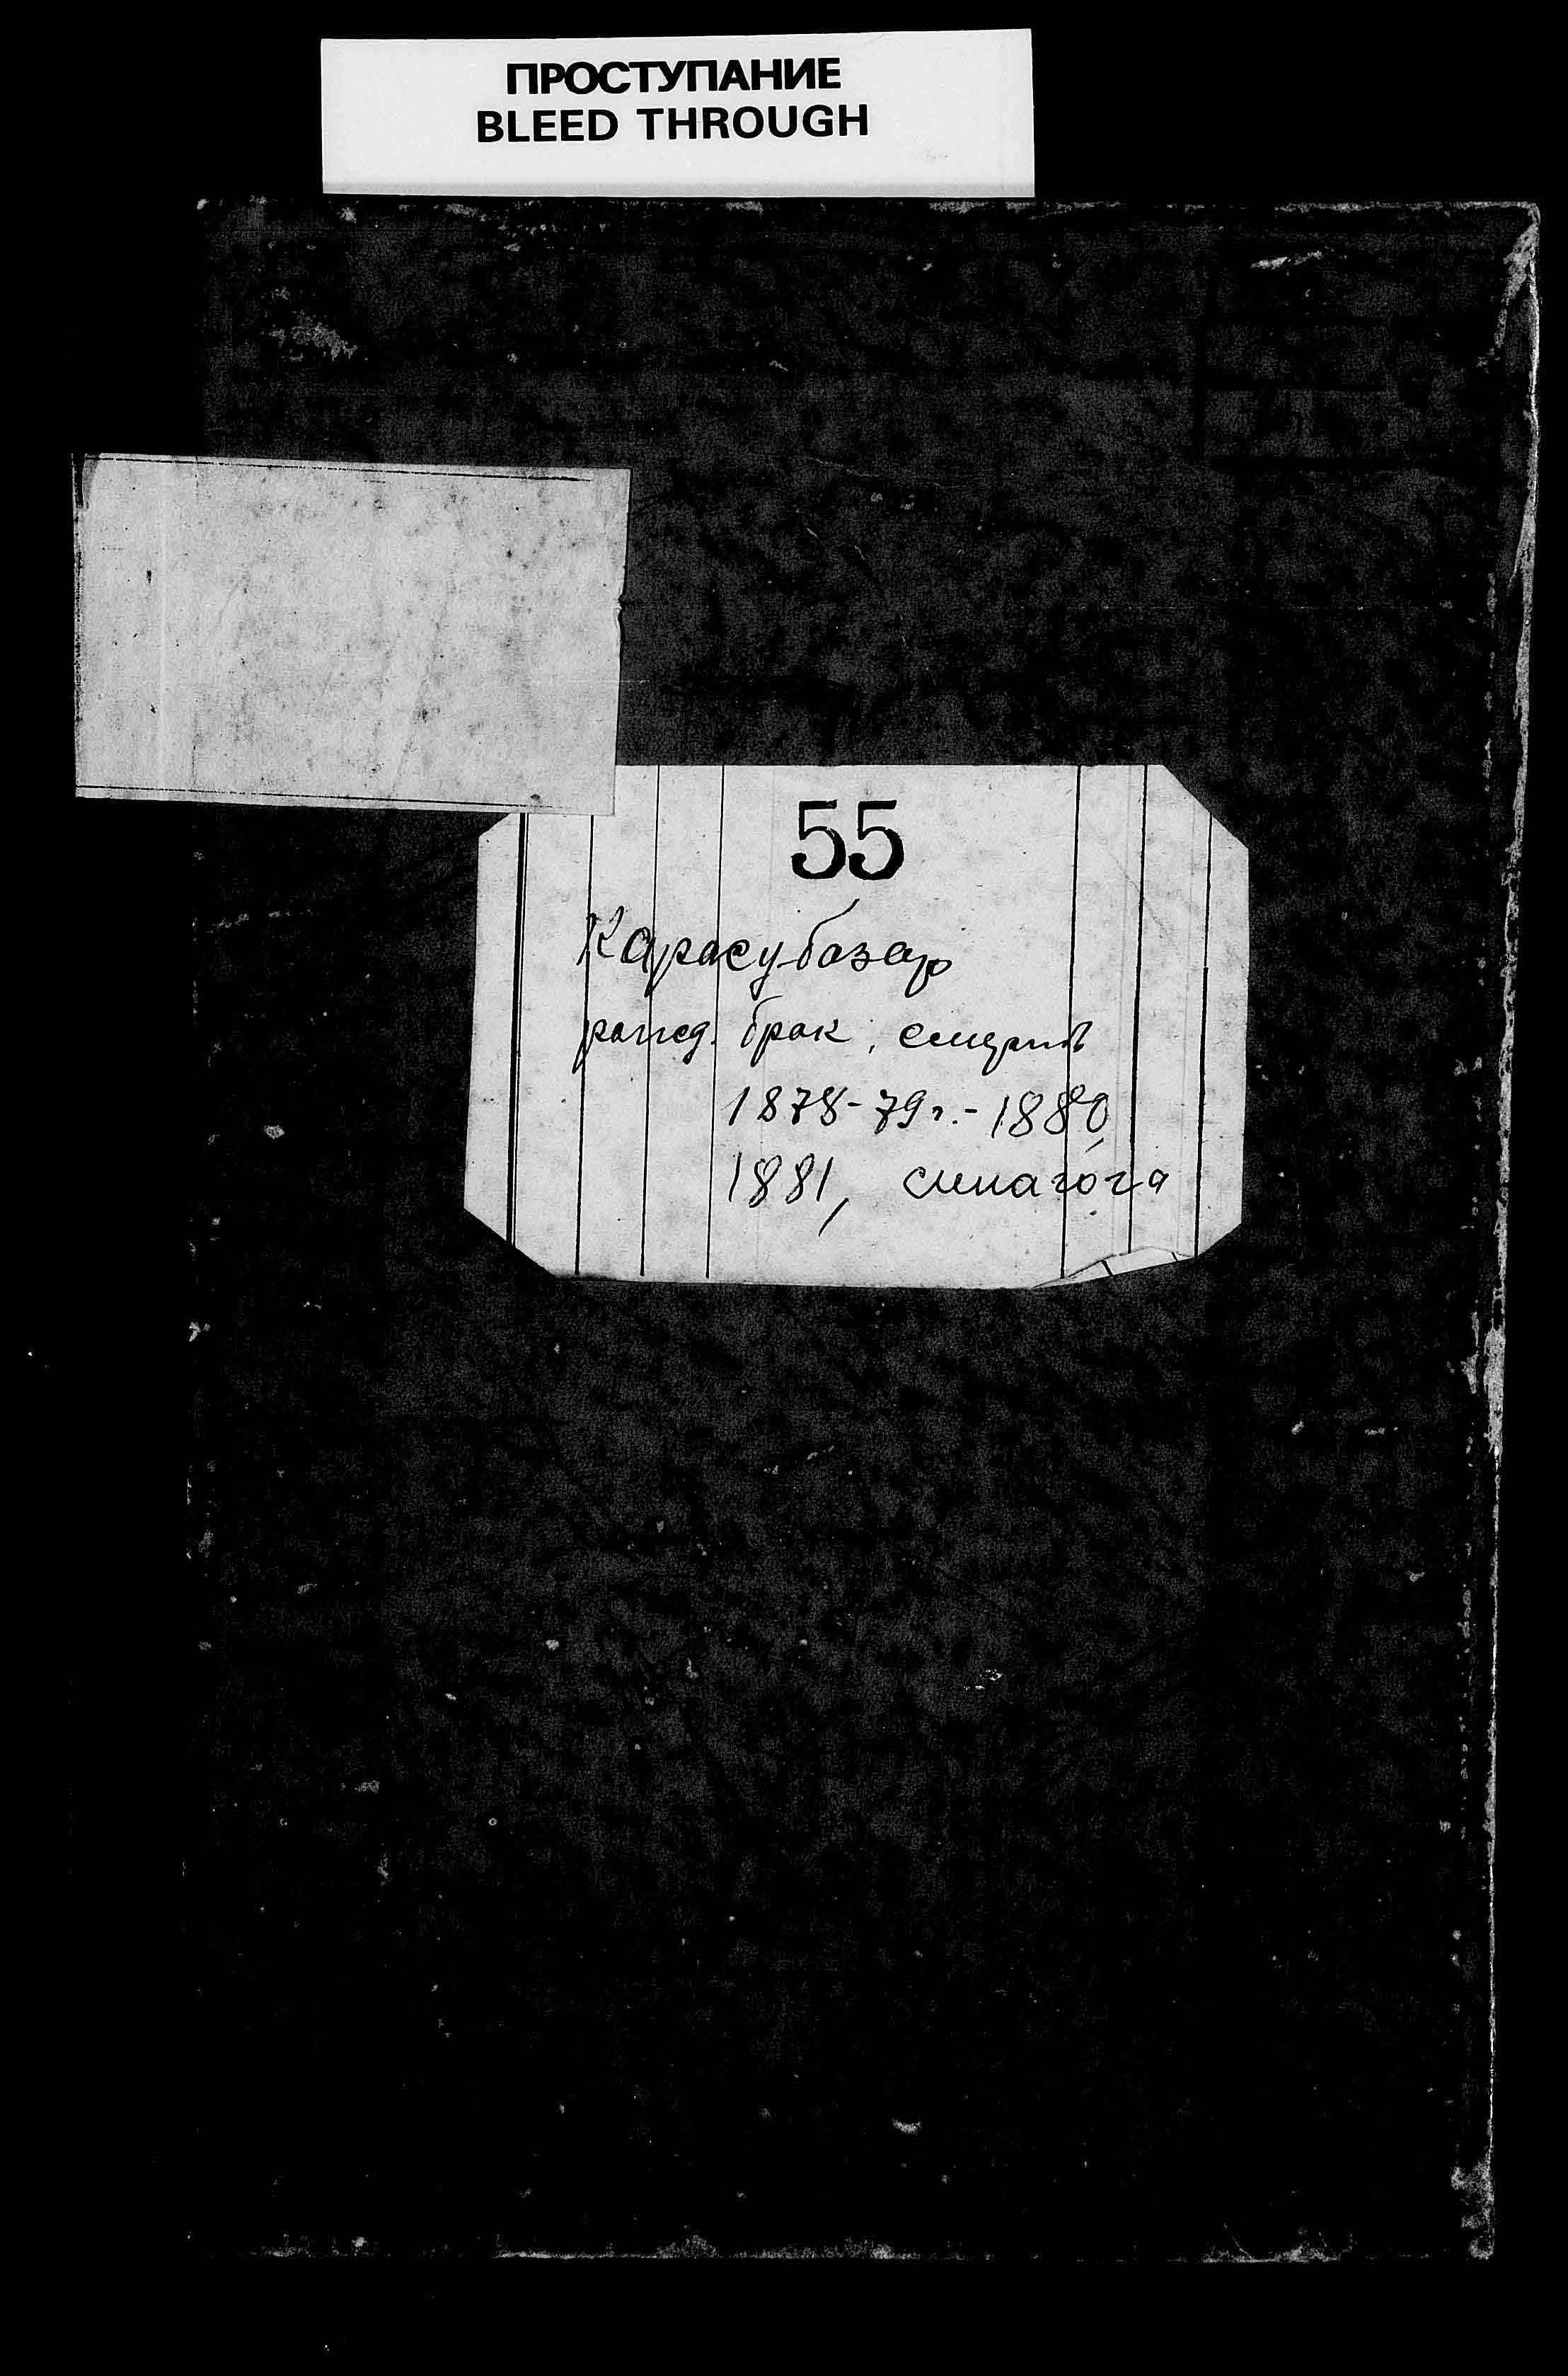 ПРОСТУПАНИЕ
BLEED THROUGH
55
Карасубазар
рожд. брак, смерть
1878-79г.-1880,
1881, синагога